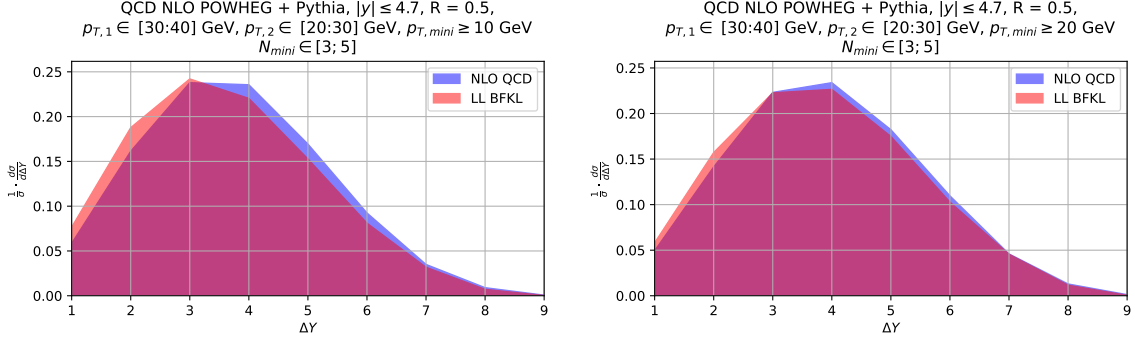 QCD NLO POWHEG + Pythia, |y| ≤ 4.7, R = 0.5,
p_{T,1} ∈ [30:40] GeV, p_{T,2} ∈ [20:30] GeV, p_{T,mini} ≥ 10 GeV
N_{mini} ∈ [3; 5]
NLO QCD
LL BFKL
0.25
0.20
0.15
0.10
0.05
0.00
1/σ · dσ/dΔY
1 2 3 4 5 6 7 8 9
ΔY
QCD NLO POWHEG + Pythia, |y| ≤ 4.7, R = 0.5,
p_{T,1} ∈ [30:40] GeV, p_{T,2} ∈ [20:30] GeV, p_{T,mini} ≥ 20 GeV
N_{mini} ∈ [3; 5]
NLO QCD
LL BFKL
0.25
0.20
0.15
0.10
0.05
0.00
1/σ · dσ/dΔY
1 2 3 4 5 6 7 8 9
ΔY